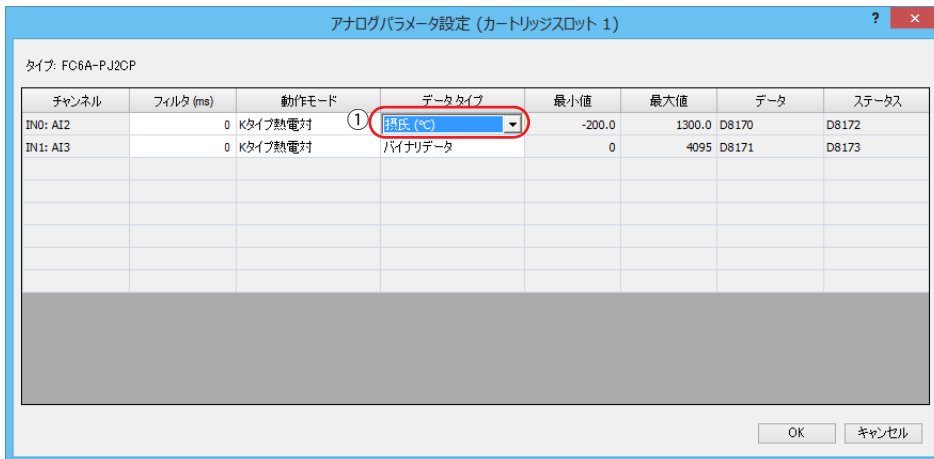 アナログパラメータ設定 (カートリッジスロット 1)
? ×
タイプ: FC6A-PJ2CP
チャンネル フィルタ (ms) 動作モード データ タイプ 最小値 最大値 データ ステータス
IN0: AI2 0 Kタイプ熱電対 ① 摂氏 (℃) -200.0 1300.0 D8170 D8172
IN1: AI3 0 Kタイプ熱電対 バイナリデータ 0 4095 D8171 D8173
OK キャンセル